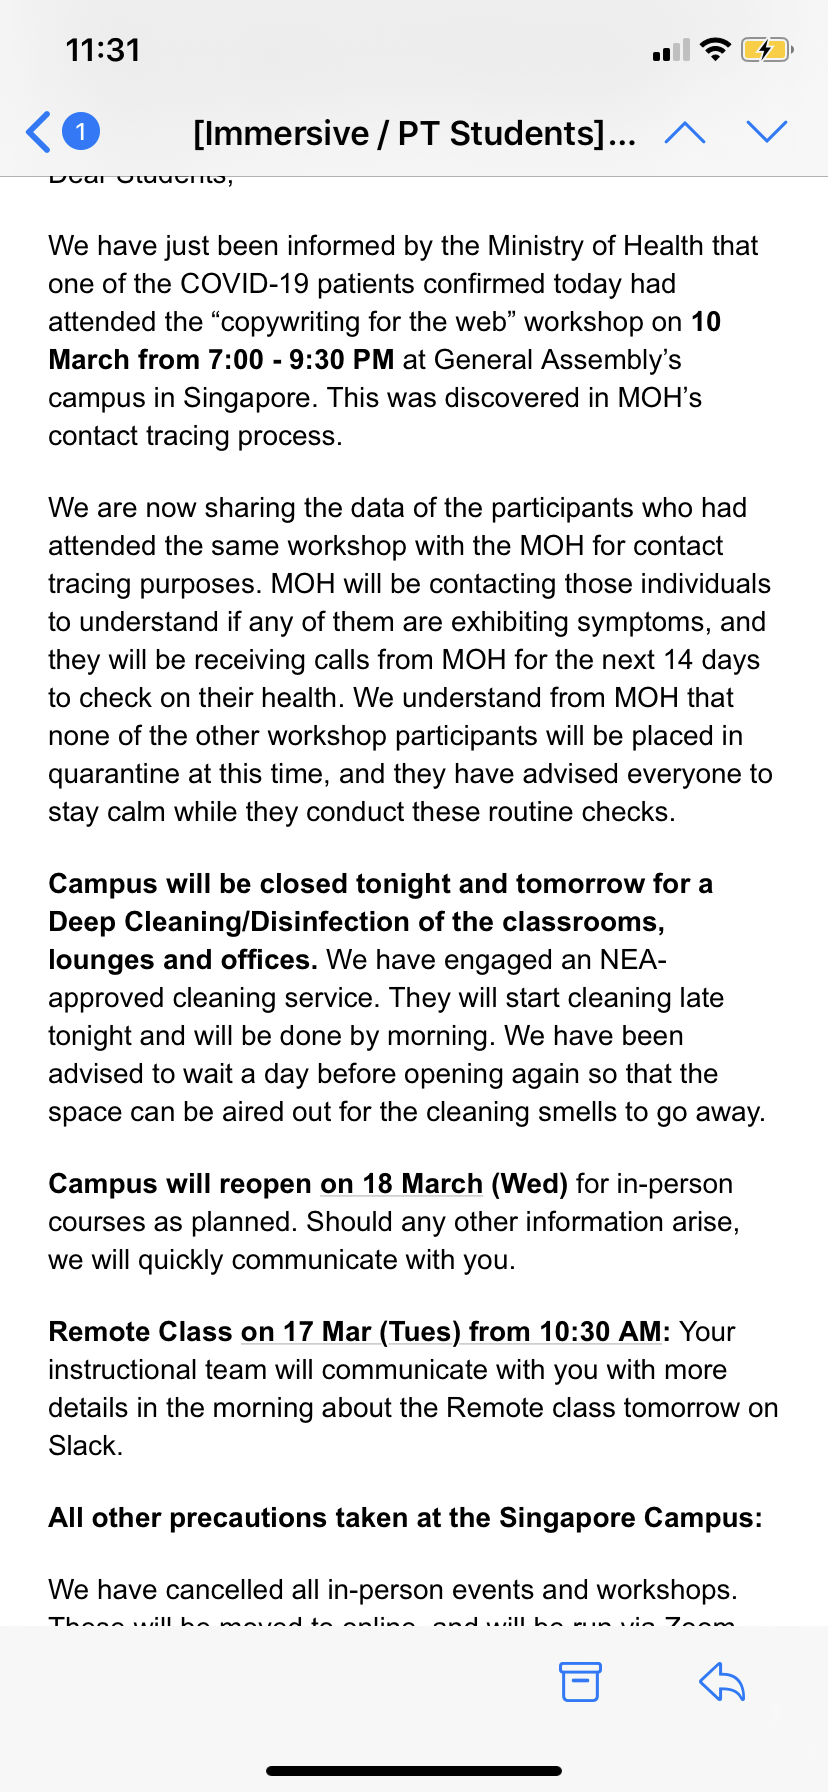 11:31
1
[Immersive / PT Students]...
Dear Students,
We have just been informed by the Ministry of Health that
one of the COVID-19 patients confirmed today had
attended the “copywriting for the web” workshop on 10
March from 7:00 - 9:30 PM at General Assembly’s
campus in Singapore. This was discovered in MOH’s
contact tracing process.
We are now sharing the data of the participants who had
attended the same workshop with the MOH for contact
tracing purposes. MOH will be contacting those individuals
to understand if any of them are exhibiting symptoms, and
they will be receiving calls from MOH for the next 14 days
to check on their health. We understand from MOH that
none of the other workshop participants will be placed in
quarantine at this time, and they have advised everyone to
stay calm while they conduct these routine checks.
Campus will be closed tonight and tomorrow for a
Deep Cleaning/Disinfection of the classrooms,
lounges and offices. We have engaged an NEA-
approved cleaning service. They will start cleaning late
tonight and will be done by morning. We have been
advised to wait a day before opening again so that the
space can be aired out for the cleaning smells to go away.
Campus will reopen on 18 March (Wed) for in-person
courses as planned. Should any other information arise,
we will quickly communicate with you.
Remote Class on 17 Mar (Tues) from 10:30 AM: Your
instructional team will communicate with you with more
details in the morning about the Remote class tomorrow on
Slack.
All other precautions taken at the Singapore Campus:
We have cancelled all in-person events and workshops.
These will be moved to online, and will be run via Zoom